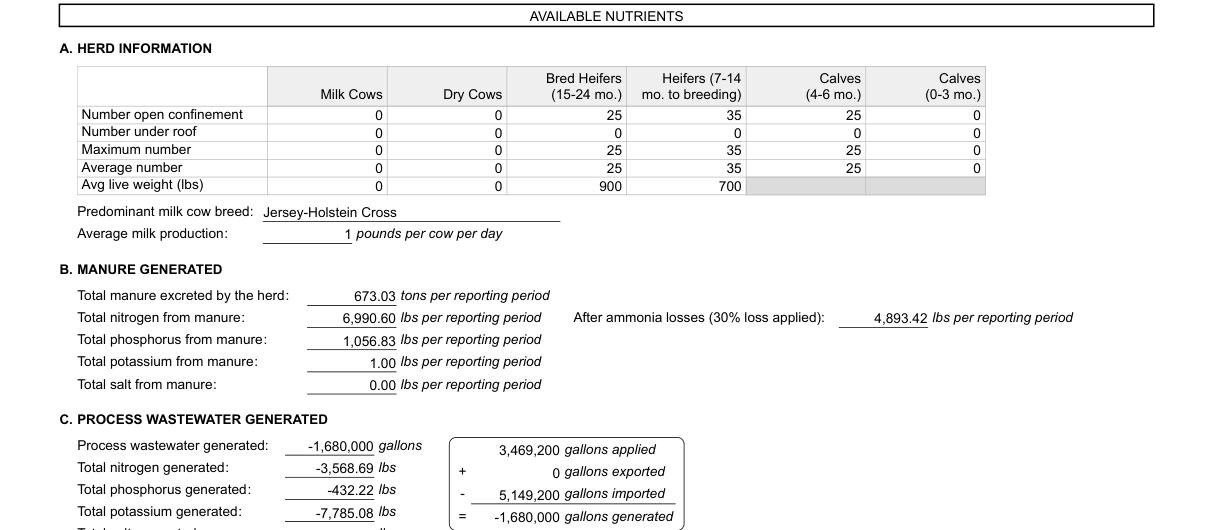 AVAILABLE NUTRIENTS
A. HERD INFORMATION
Milk Cows Dry Cows Bred Heifers (15-24 mo.) Heifers (7-14 mo. to breeding) Calves (4-6 mo.) Calves (0-3 mo.)
Number open confinement 0 0 25 35 25 0
Number under roof 0 0 0 0 0 0
Maximum number 0 0 25 35 25 0
Average number 0 0 25 35 25 0
Avg live weight (lbs) 0 0 900 700
Predominant milk cow breed: Jersey-Holstein Cross
Average milk production: 1 pounds per cow per day
B. MANURE GENERATED
Total manure excreted by the herd: 673.03 tons per reporting period
Total nitrogen from manure: 6,990.60 lbs per reporting period After ammonia losses (30% loss applied): 4,893.42 lbs per reporting period
Total phosphorus from manure: 1,056.83 lbs per reporting period
Total potassium from manure: 1.00 lbs per reporting period
Total salt from manure: 0.00 lbs per reporting period
C. PROCESS WASTEWATER GENERATED
Process wastewater generated: -1,680,000 gallons 3,469,200 gallons applied
Total nitrogen generated: -3,568.69 lbs + 0 gallons exported
Total phosphorus generated: -432.22 lbs - 5,149,200 gallons imported
Total potassium generated: -7,785.08 lbs = -1,680,000 gallons generated